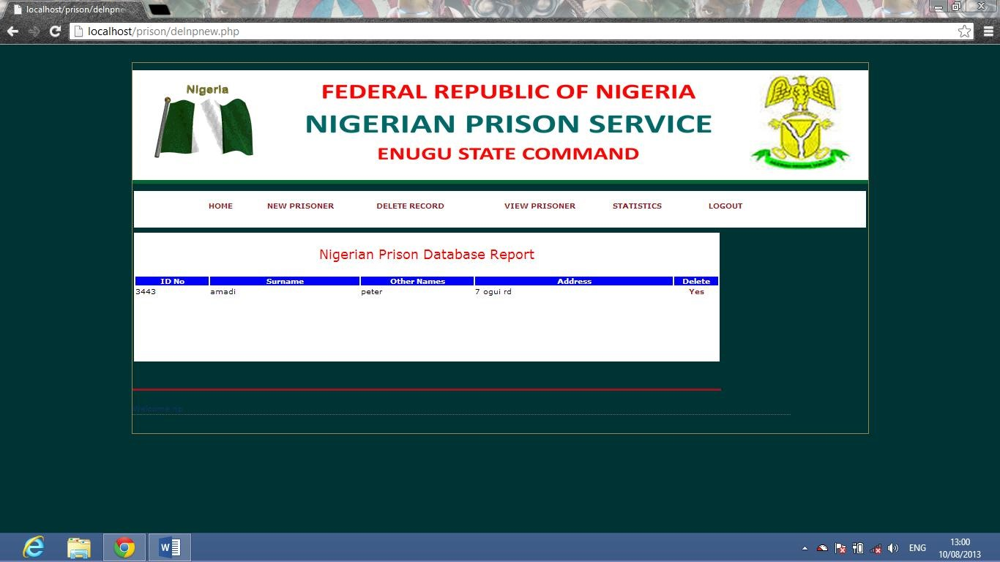 localhost/prison/delnpne
localhost/prison/delnpnew.php
Nigeria
FEDERAL REPUBLIC OF NIGERIA
NIGERIAN PRISON SERVICE
ENUGU STATE COMMAND
HOME NEW PRISONER DELETE RECORD VIEW PRISONER STATISTICS LOGOUT
Nigerian Prison Database Report
ID No Surname Other Names Address Delete
3443 amadi peter 7 ogui rd Yes
Welcome np
ENG
13:00
10/08/2013